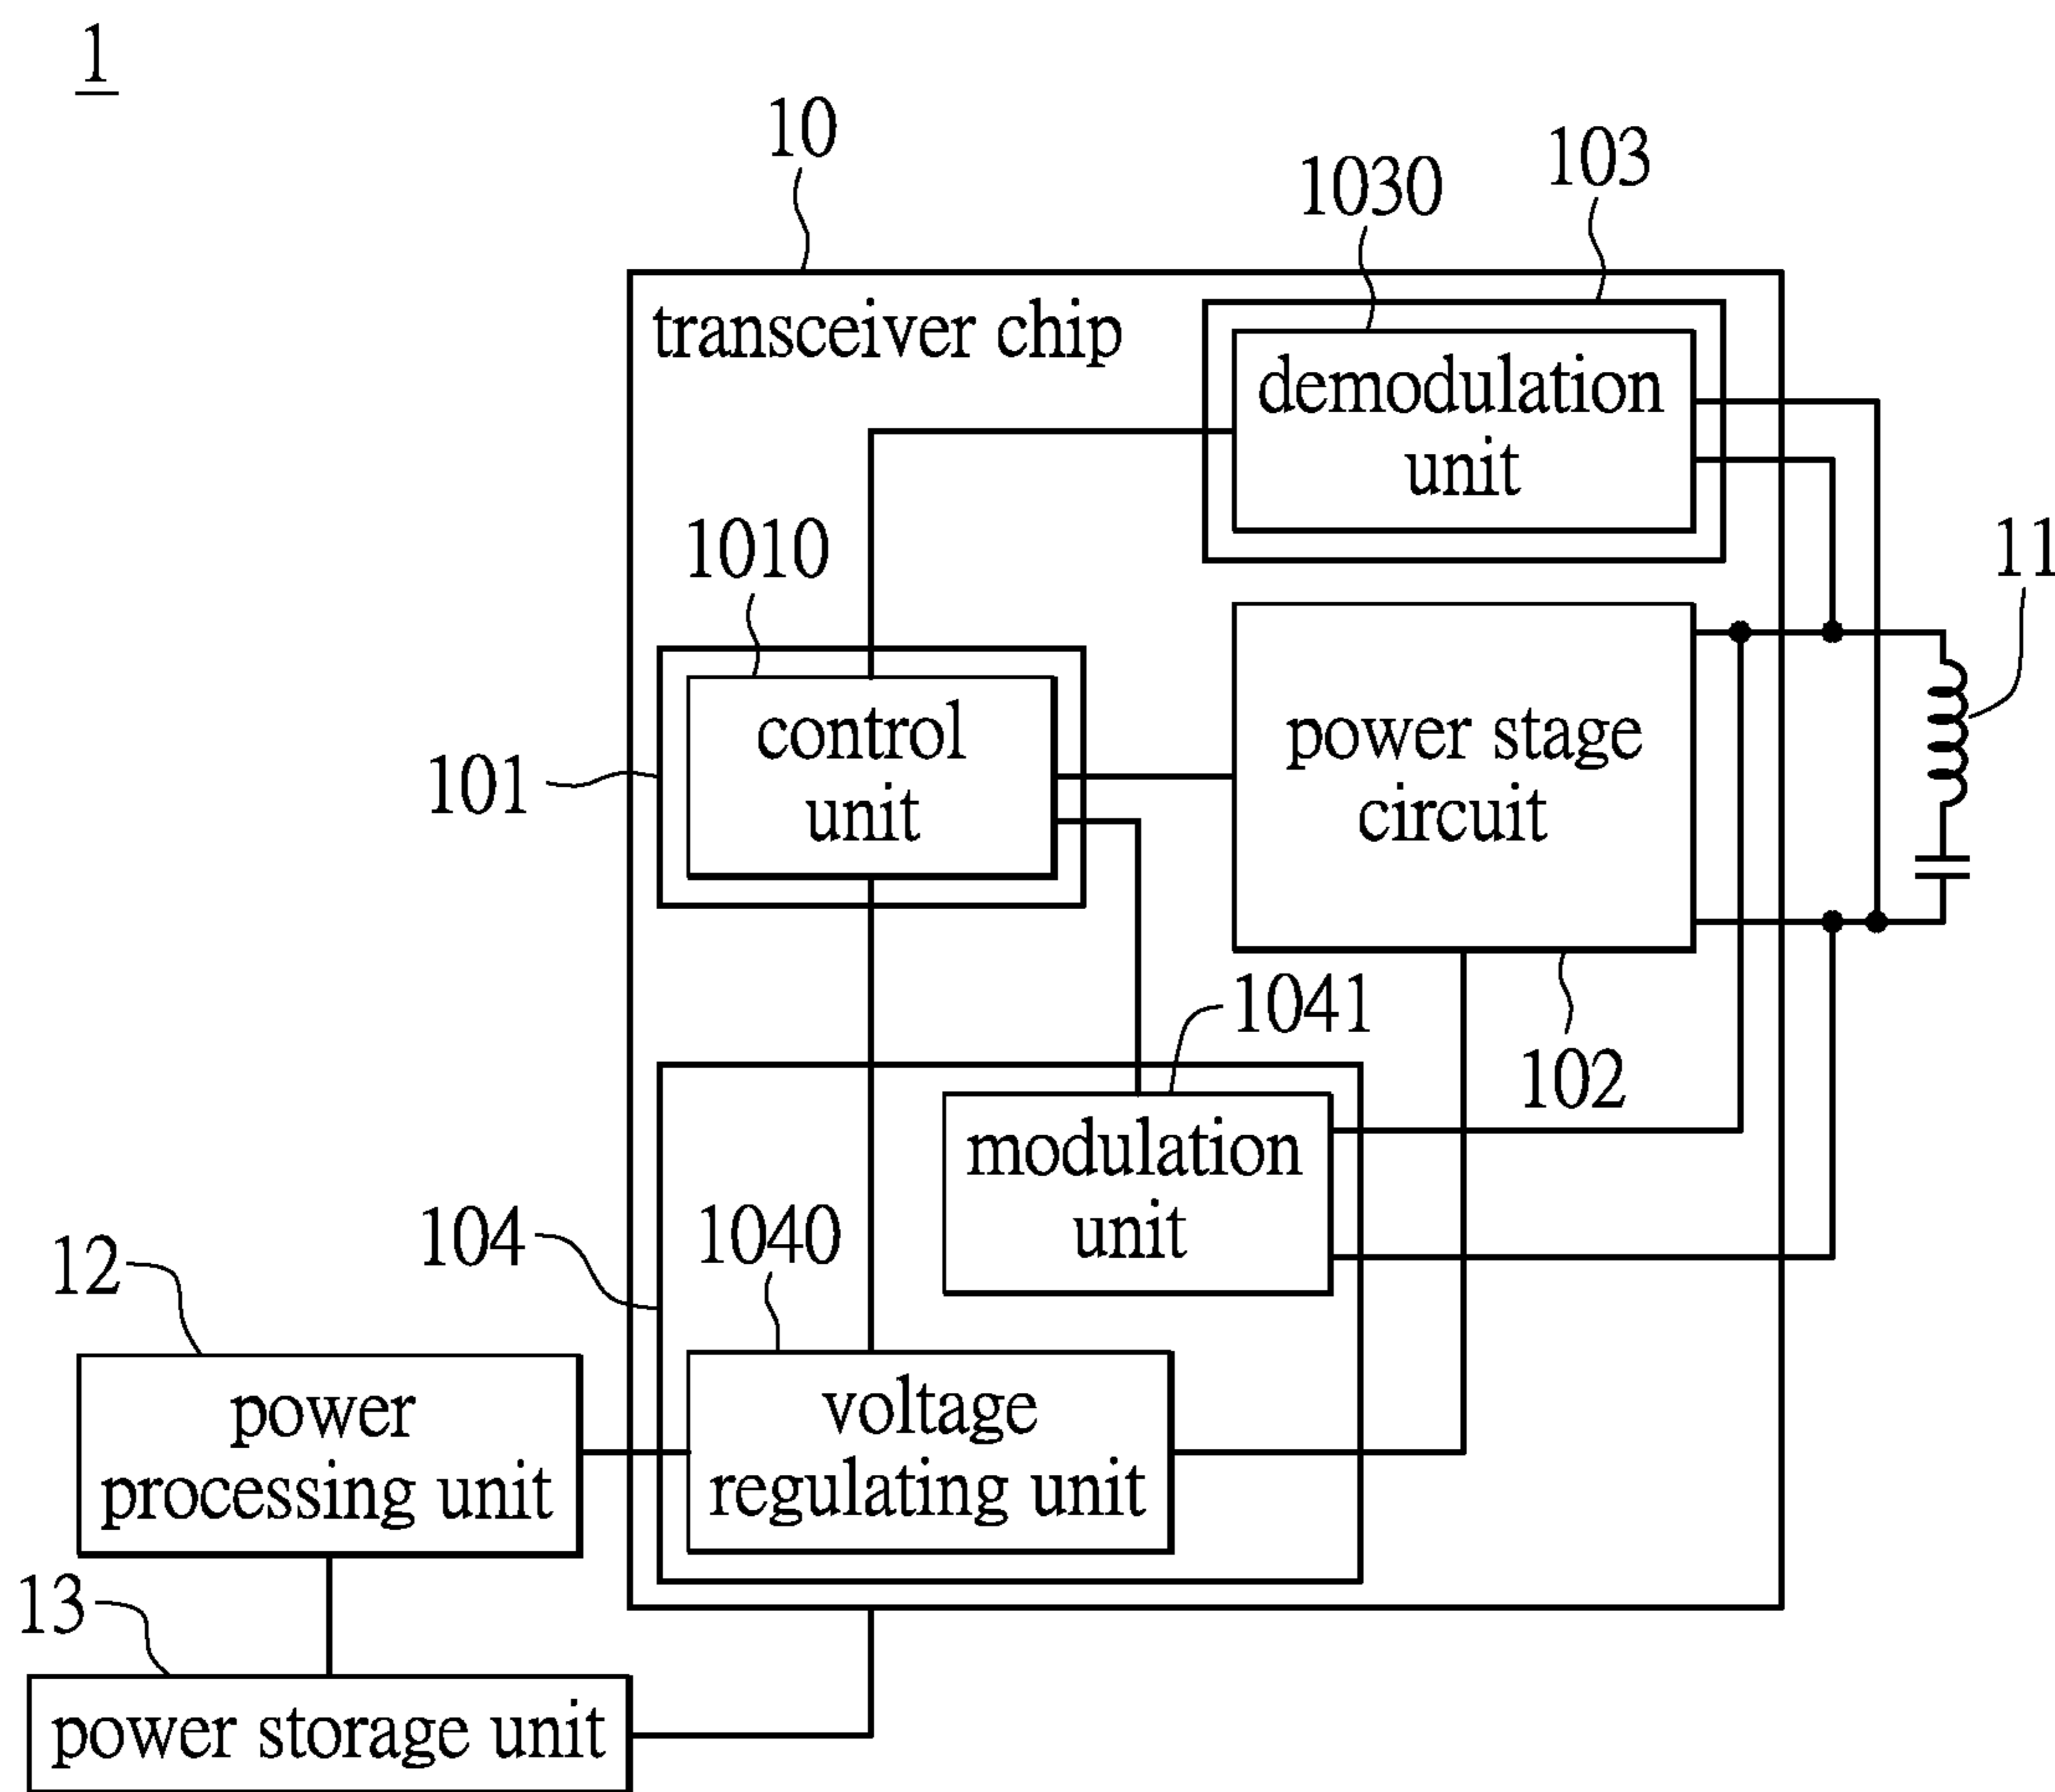 1
10
1030
103
transceiver chip
demodulation
unit
1010
11
control
unit
101
power stage
circuit
1041
102
modulation
unit
104
1040
12
power
processing unit
voltage
regulating unit
13
power storage unit